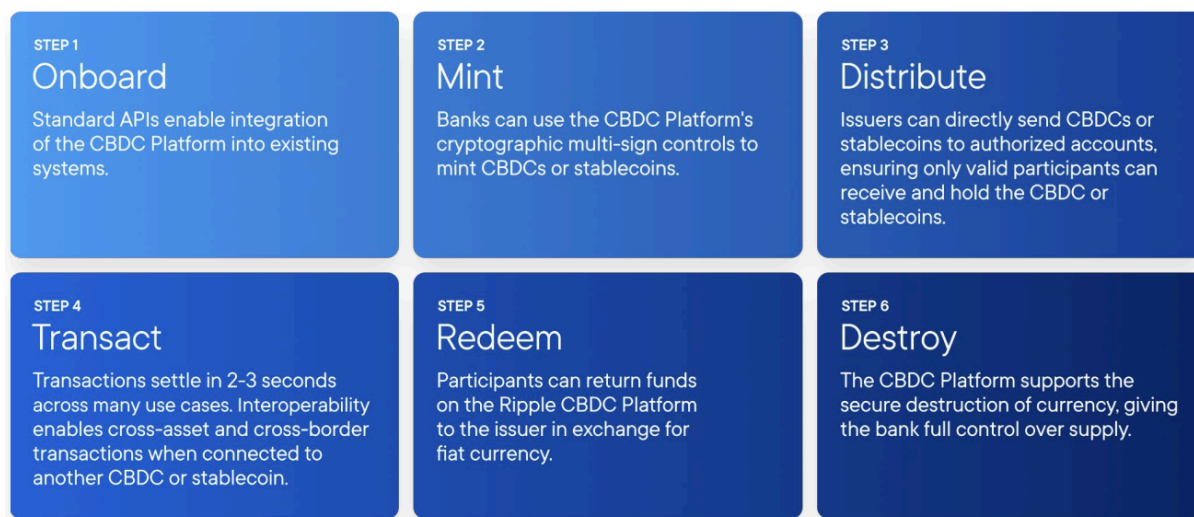 STEP 1
Onboard
Standard APIs enable integration
of the CBDC Platform into existing
systems.
STEP 2
Mint
Banks can use the CBDC Platform's
cryptographic multi-sign controls to
mint CBDCs or stablecoins.
STEP 3
Distribute
Issuers can directly send CBDCs or
stablecoins to authorized accounts,
ensuring only valid participants can
receive and hold the CBDC or
stablecoins.
STEP 4
Transact
Transactions settle in 2-3 seconds
across many use cases. Interoperability
enables cross-asset and cross-border
transactions when connected to
another CBDC or stablecoin.
STEP 5
Redeem
Participants can return funds
on the Ripple CBDC Platform
to the issuer in exchange for
fiat currency.
STEP 6
Destroy
The CBDC Platform supports the
secure destruction of currency, giving
the bank full control over supply.